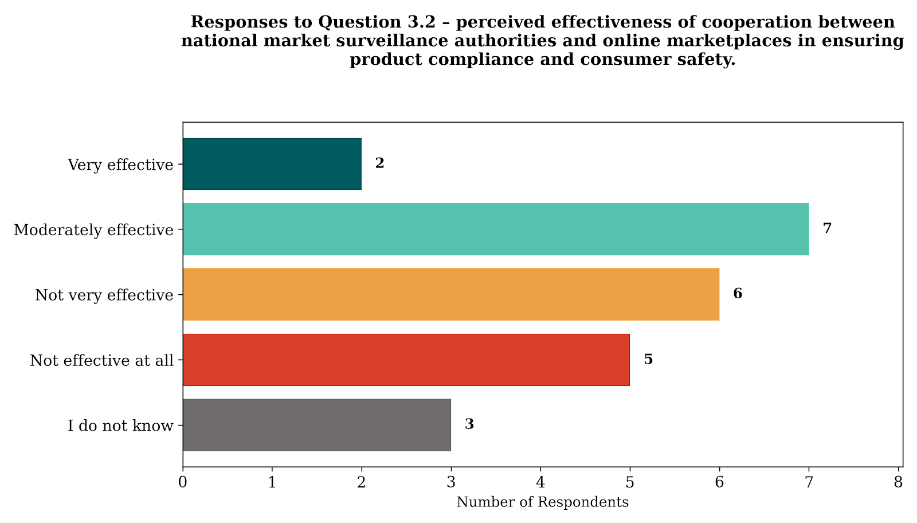 Responses to Question 3.2 – perceived effectiveness of cooperation between
national market surveillance authorities and online marketplaces in ensuring
product compliance and consumer safety.
Very effective
2
Moderately effective
7
Not very effective
6
Not effective at all
5
I do not know
3
0 1 2 3 4 5 6 7 8
Number of Respondents